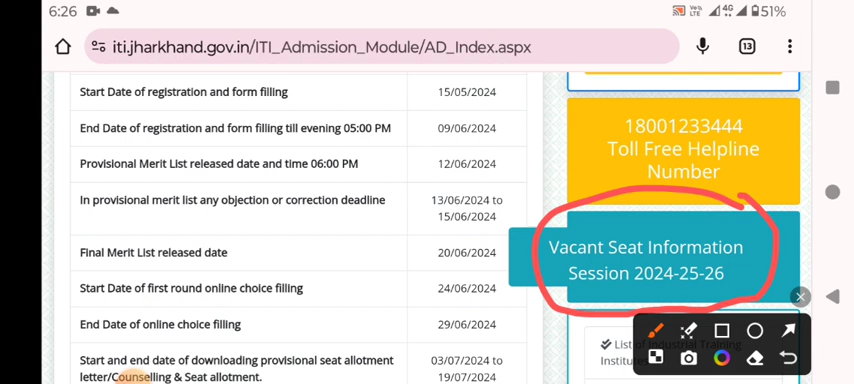 6:26
51%
4G
LTE
iti.jharkhand.gov.in/ITI_Admission_Module/AD_Index.aspx
13
Start Date of registration and form filling 15/05/2024
End Date of registration and form filling till evening 05:00 PM 09/06/2024
Provisional Merit List released date and time 06:00 PM 12/06/2024
In provisional merit list any objection or correction deadline 13/06/2024 to
15/06/2024
Final Merit List released date 20/06/2024
Start Date of first round online choice filling 24/06/2024
End Date of online choice filling 29/06/2024
Start and end date of downloading provisional seat allotment 03/07/2024 to
letter/Counselling & Seat allotment. 19/07/2024
18001233444
Toll Free Helpline
Number
Vacant Seat Information
Session 2024-25-26
List of Industrial Training